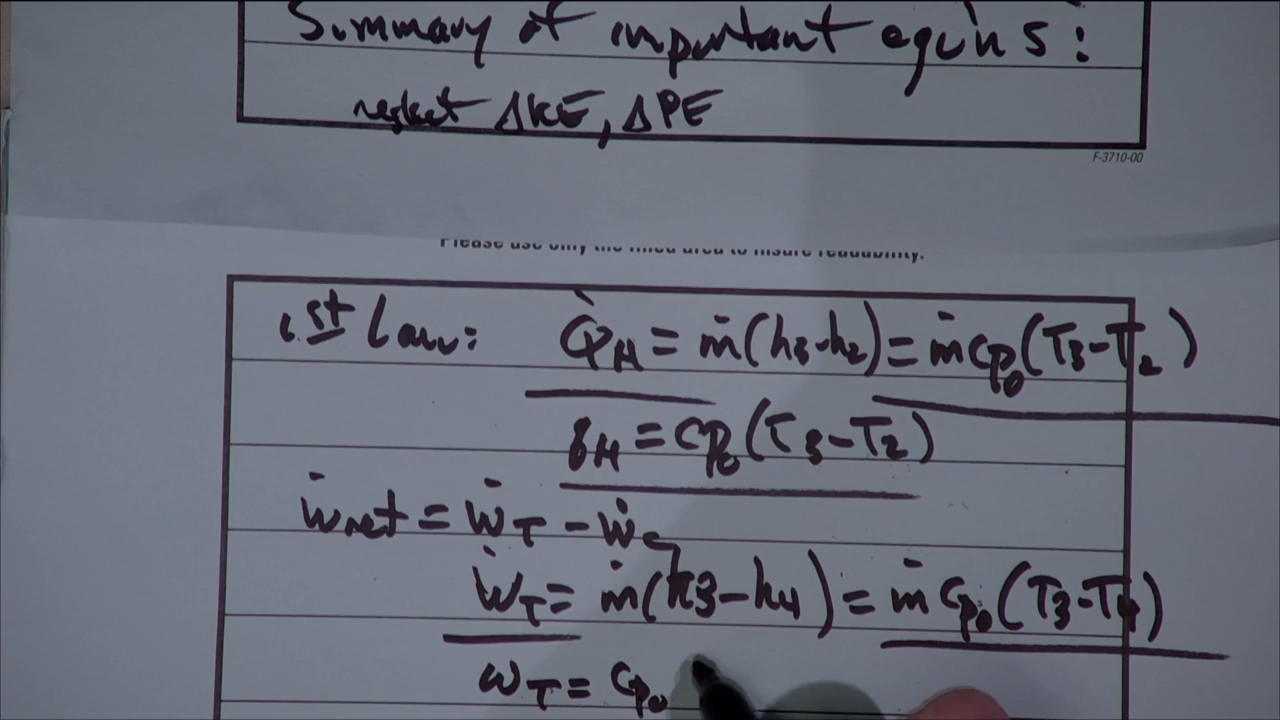 Summary of important eqn's:
neglect ΔKE, ΔPE
F-3710-00
Please use only the lined area to insure readability.
1st Law: Q̇H = ṁ(h3-h2) = ṁcp0(T3-T2)
qH = cp0(T3-T2)
Ẇnet = ẆT - Ẇc
ẆT = ṁ(h3-h4) = ṁcp0(T3-T4)
wT = cp0